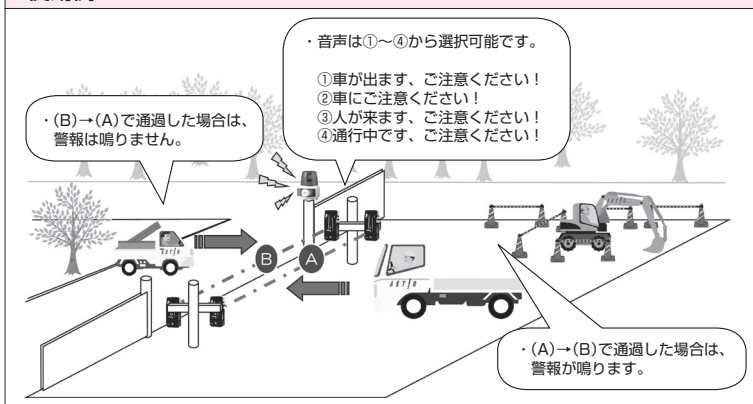 ・音声は①～④から選択可能です。
①車が出ます、ご注意ください！
②車にご注意ください！
③人が来ます、ご注意ください！
④通行中です、ご注意ください！
・(B)→(A)で通過した場合は、
警報は鳴りません。
B
A
・(A)→(B)で通過した場合は、
警報が鳴ります。